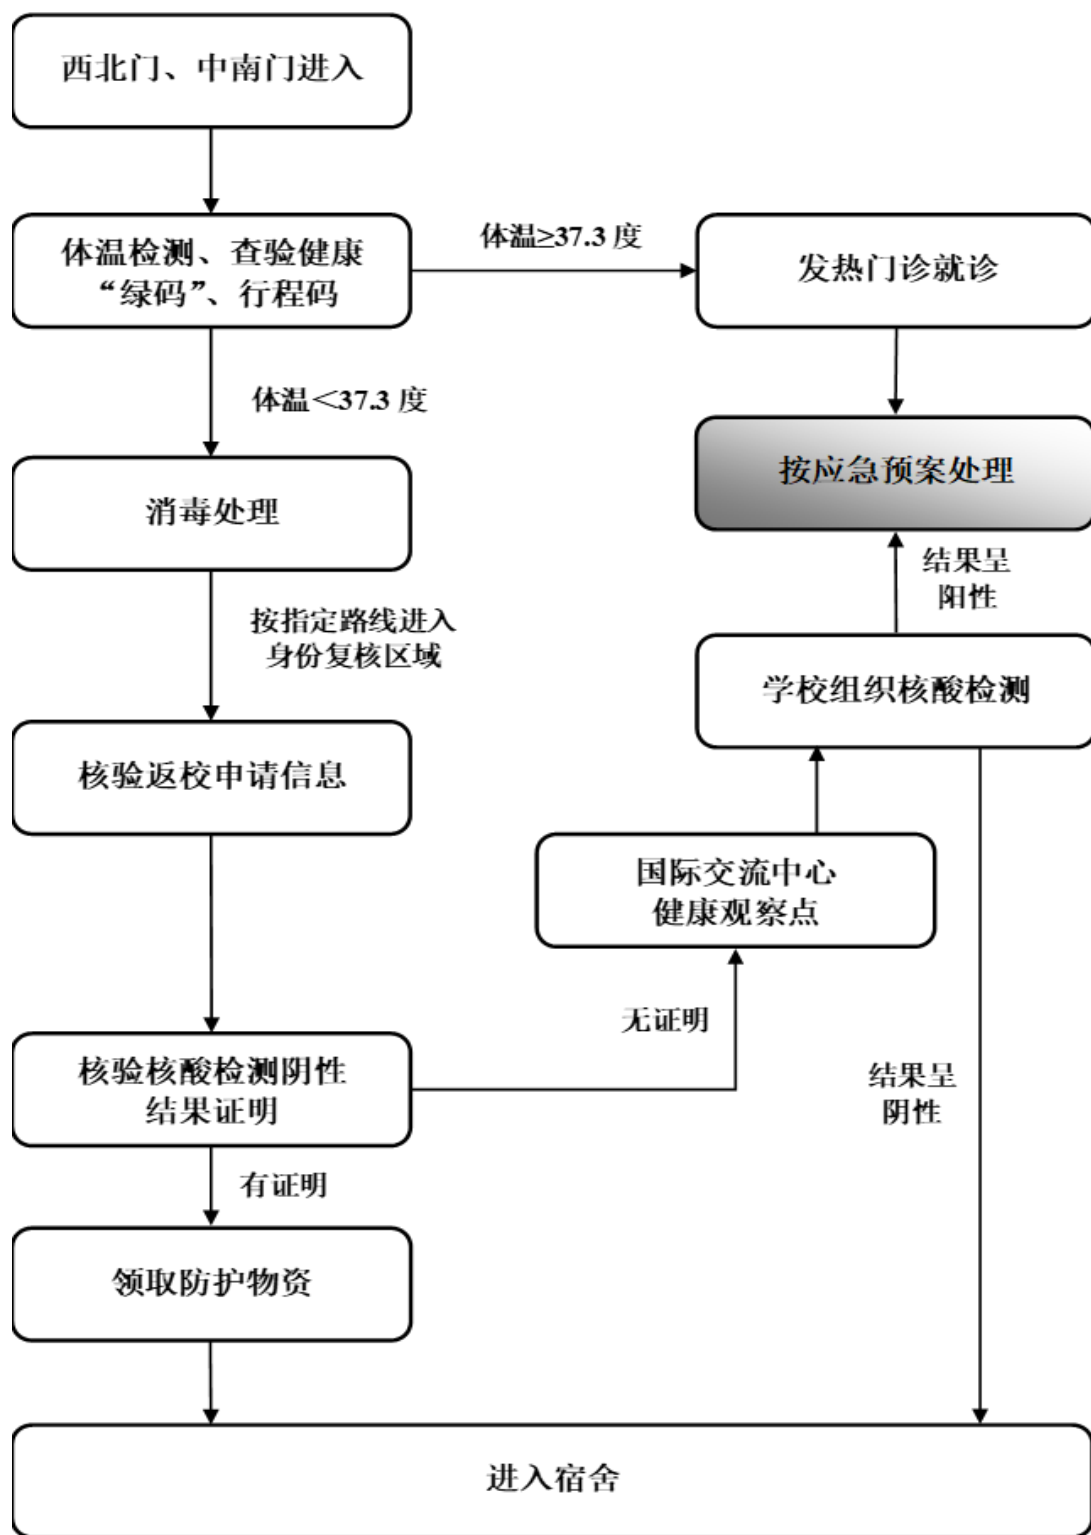 西北门、中南门进入
体温检测、查验健康
“绿码”、行程码
体温≥37.3 度
发热门诊就诊
体温＜37.3 度
按应急预案处理
消毒处理
结果呈
阳性
按指定路线进入
身份复核区域
学校组织核酸检测
核验返校申请信息
国际交流中心
健康观察点
无证明
核验核酸检测阴性
结果证明
结果呈
阴性
有证明
领取防护物资
进入宿舍